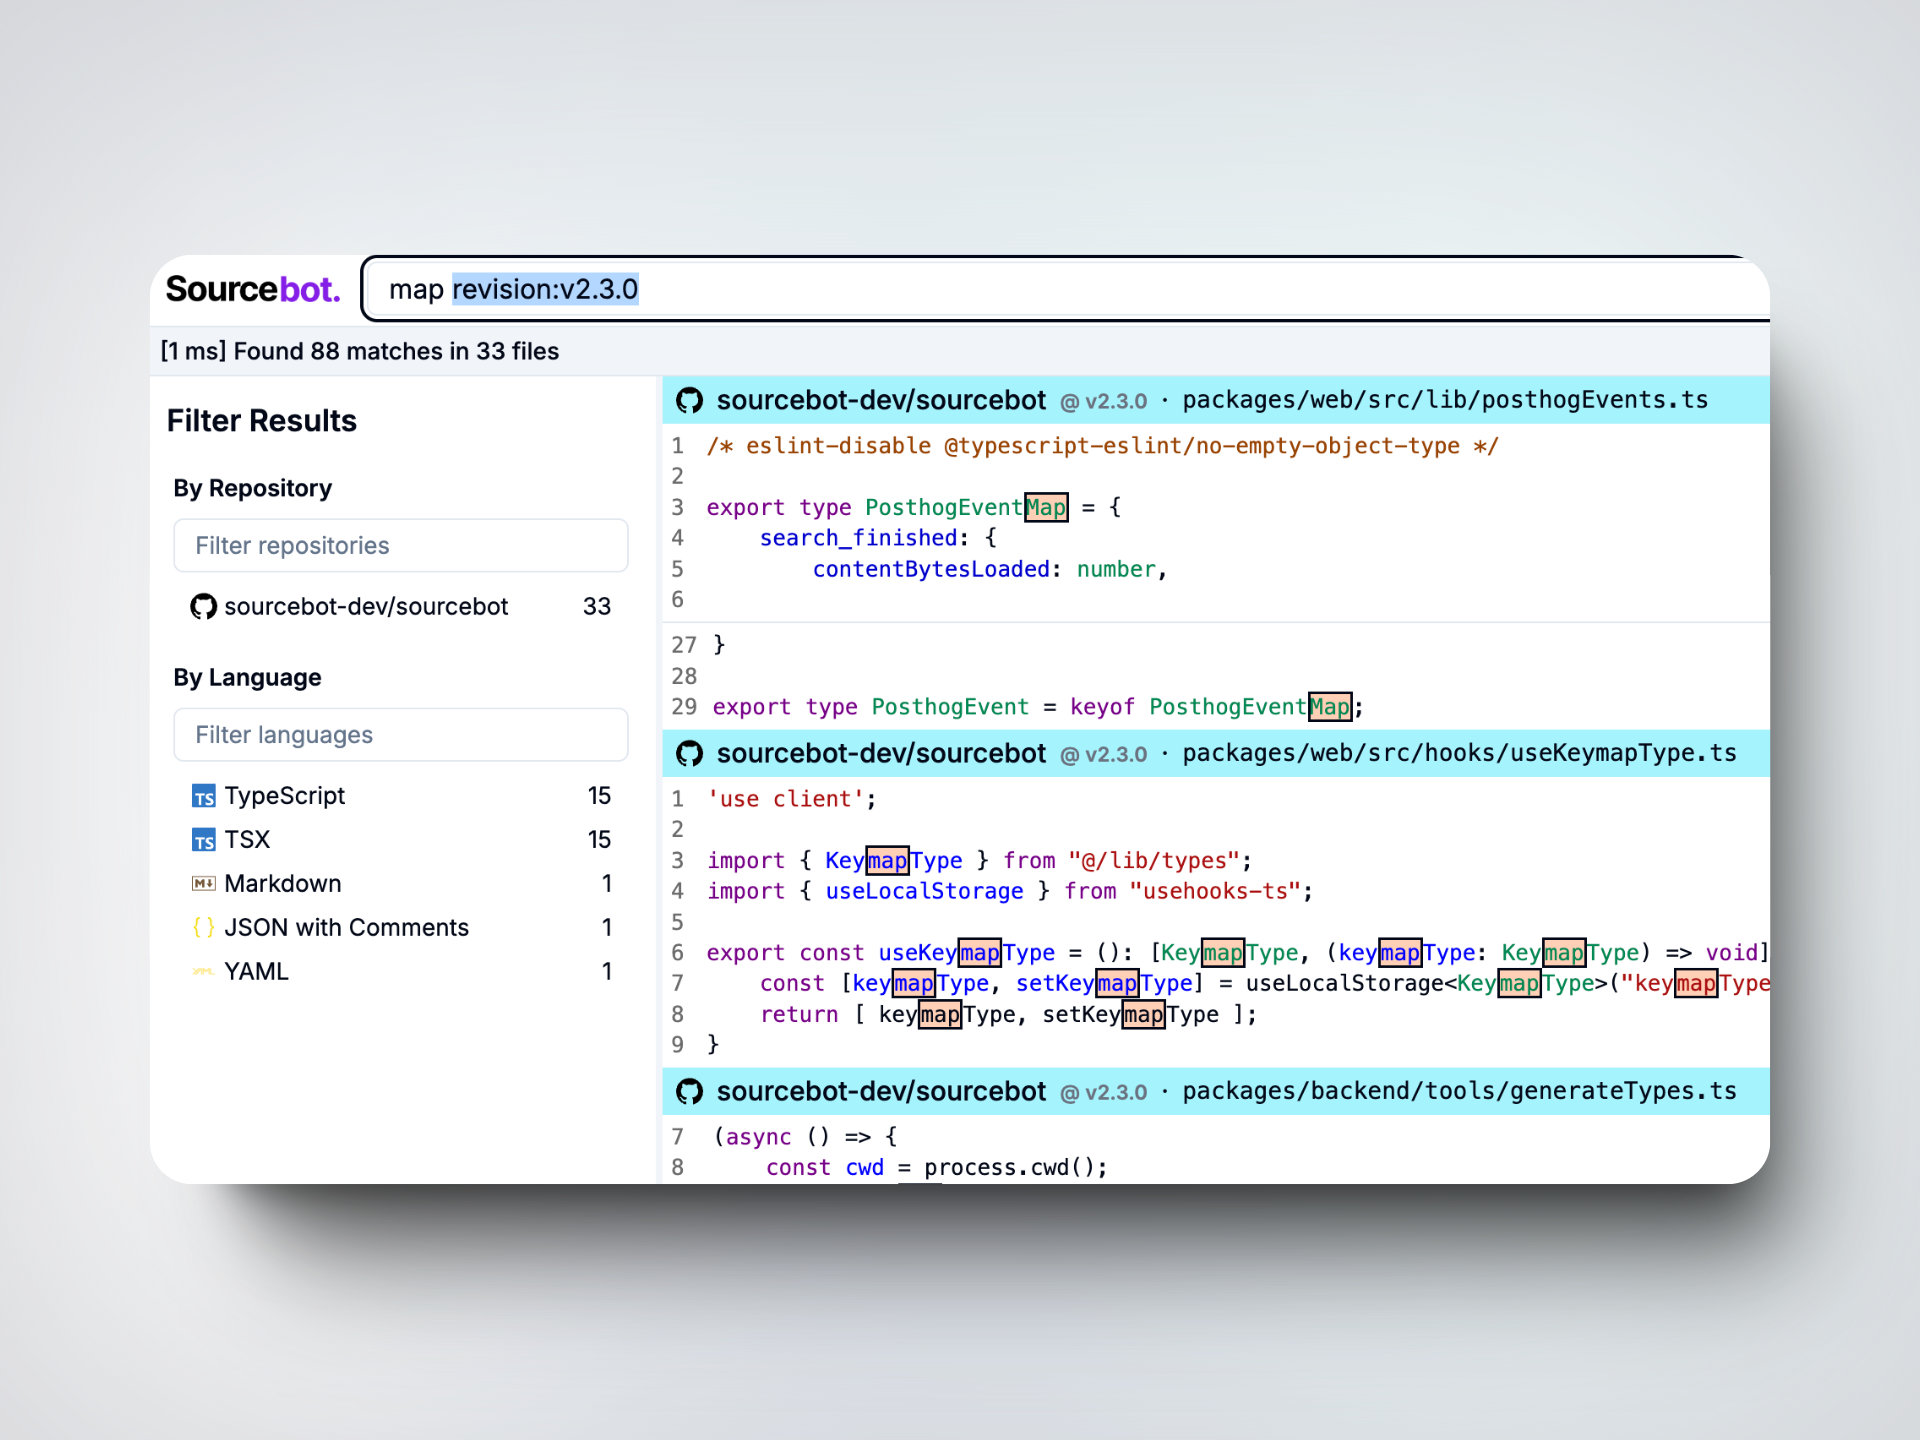 Sourcebot.
map revision:v2.3.0
[1 ms] Found 88 matches in 33 files
Filter Results
By Repository
Filter repositories
sourcebot-dev/sourcebot 33
By Language
Filter languages
TS TypeScript 15
TS TSX 15
M Markdown 1
{} JSON with Comments 1
YAML YAML 1
sourcebot-dev/sourcebot @ v2.3.0 · packages/web/src/lib/posthogEvents.ts
1 /* eslint-disable @typescript-eslint/no-empty-object-type */
2
3 export type PosthogEventMap = {
4     search_finished: {
5         contentBytesLoaded: number,
6
27 }
28
29 export type PosthogEvent = keyof PosthogEventMap;
sourcebot-dev/sourcebot @ v2.3.0 · packages/web/src/hooks/useKeymapType.ts
1 'use client';
2
3 import { KeymapType } from "@/lib/types";
4 import { useLocalStorage } from "usehooks-ts";
5
6 export const useKeymapType = (): [KeymapType, (keymapType: KeymapType) => void]
7     const [keymapType, setKeymapType] = useLocalStorage<KeymapType>("keymapType
8     return [ keymapType, setKeymapType ];
9 }
sourcebot-dev/sourcebot @ v2.3.0 · packages/backend/tools/generateTypes.ts
7 (async () => {
8     const cwd = process.cwd();